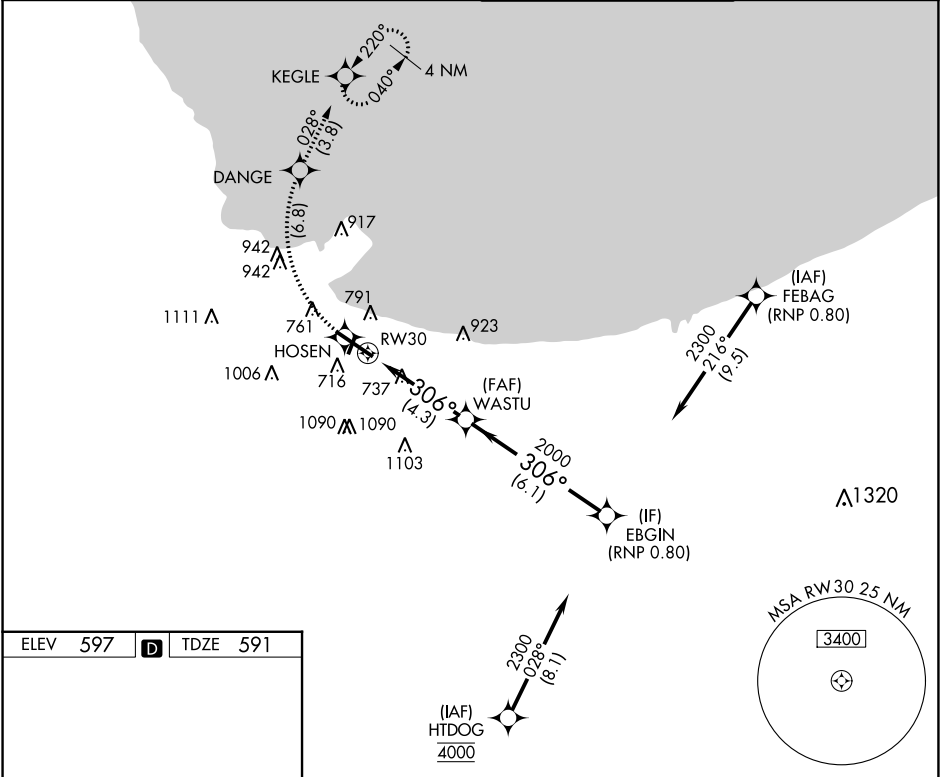 220°
KEGLE
040°
4 NM
028°
(3.8)
DANGE
(6.8)
917
942
942
(IAF)
FEBAG
(RNP 0.80)
791
1111
761
923
RW30
HOSEN
2300
216°
(9.5)
1006
716
737
(FAF)
WASTU
306°
(4.3)
1090
1090
1103
2000
306°
(6.1)
1320
(IF)
EBGIN
(RNP 0.80)
MSA RW30 25 NM
3400
ELEV 597 D TDZE 591
2300
028°
(8.1)
(IAF)
HTDOG
4000